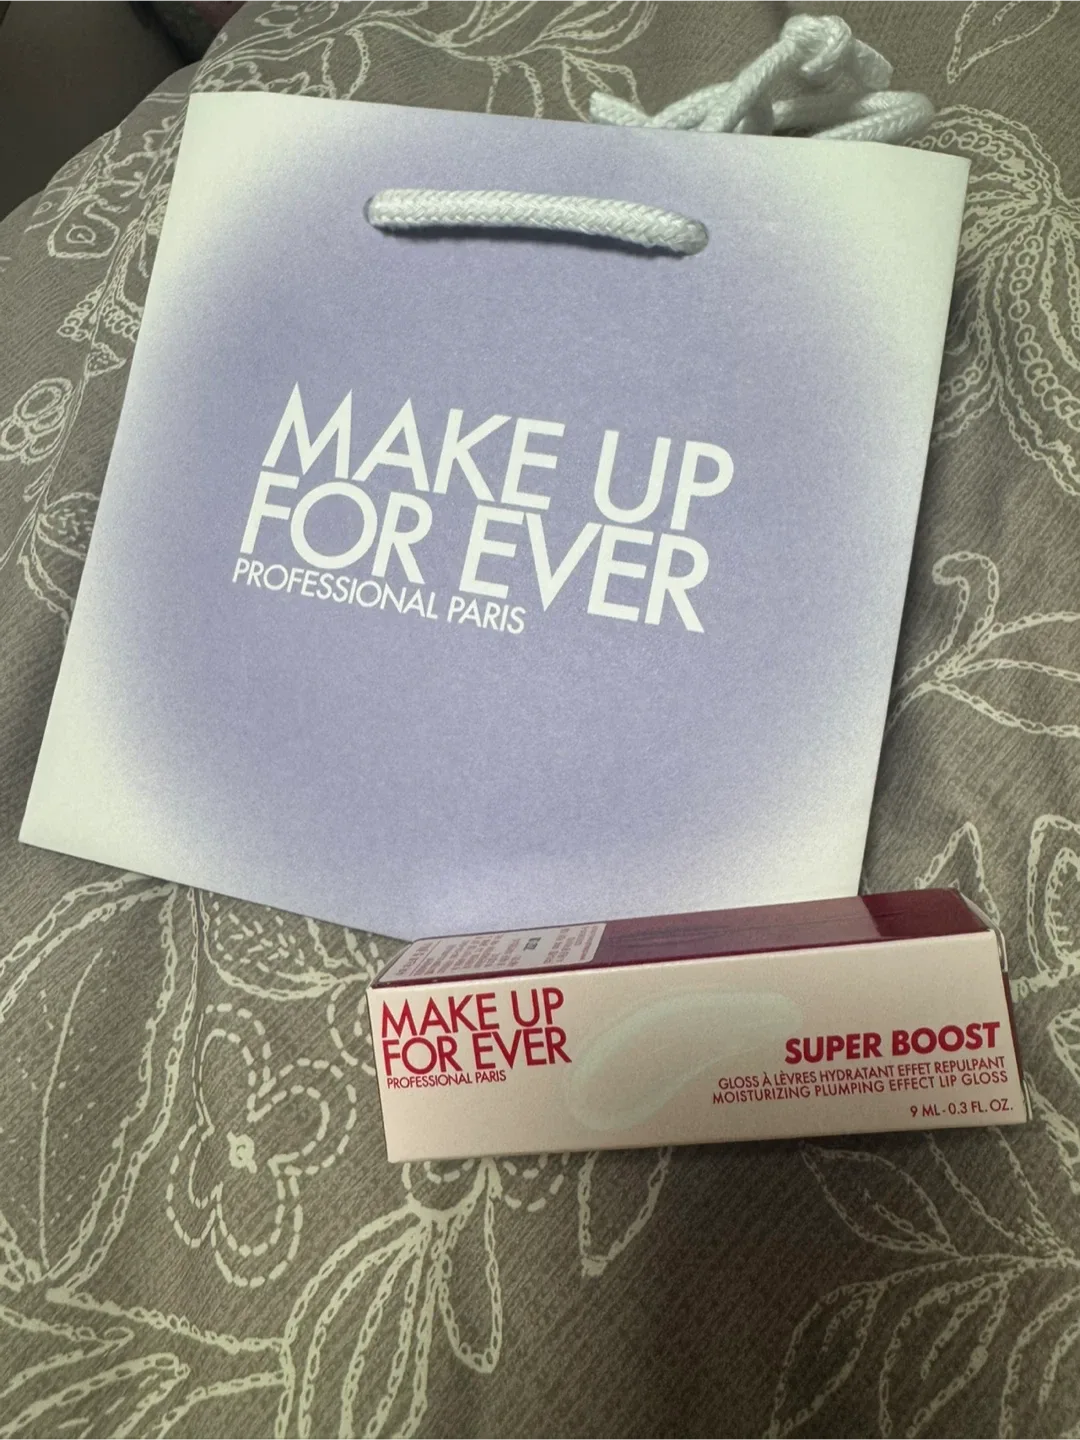 MAKE UP
FOR EVER
PROFESSIONAL PARIS
MAKE UP
FOR EVER
PROFESSIONAL PARIS
SUPER BOOST
GLOSS À LÈVRES HYDRATANT EFFET REPULPANT
MOISTURIZING PLUMPING EFFECT LIP GLOSS
9 ML - 0.3 FL. OZ.